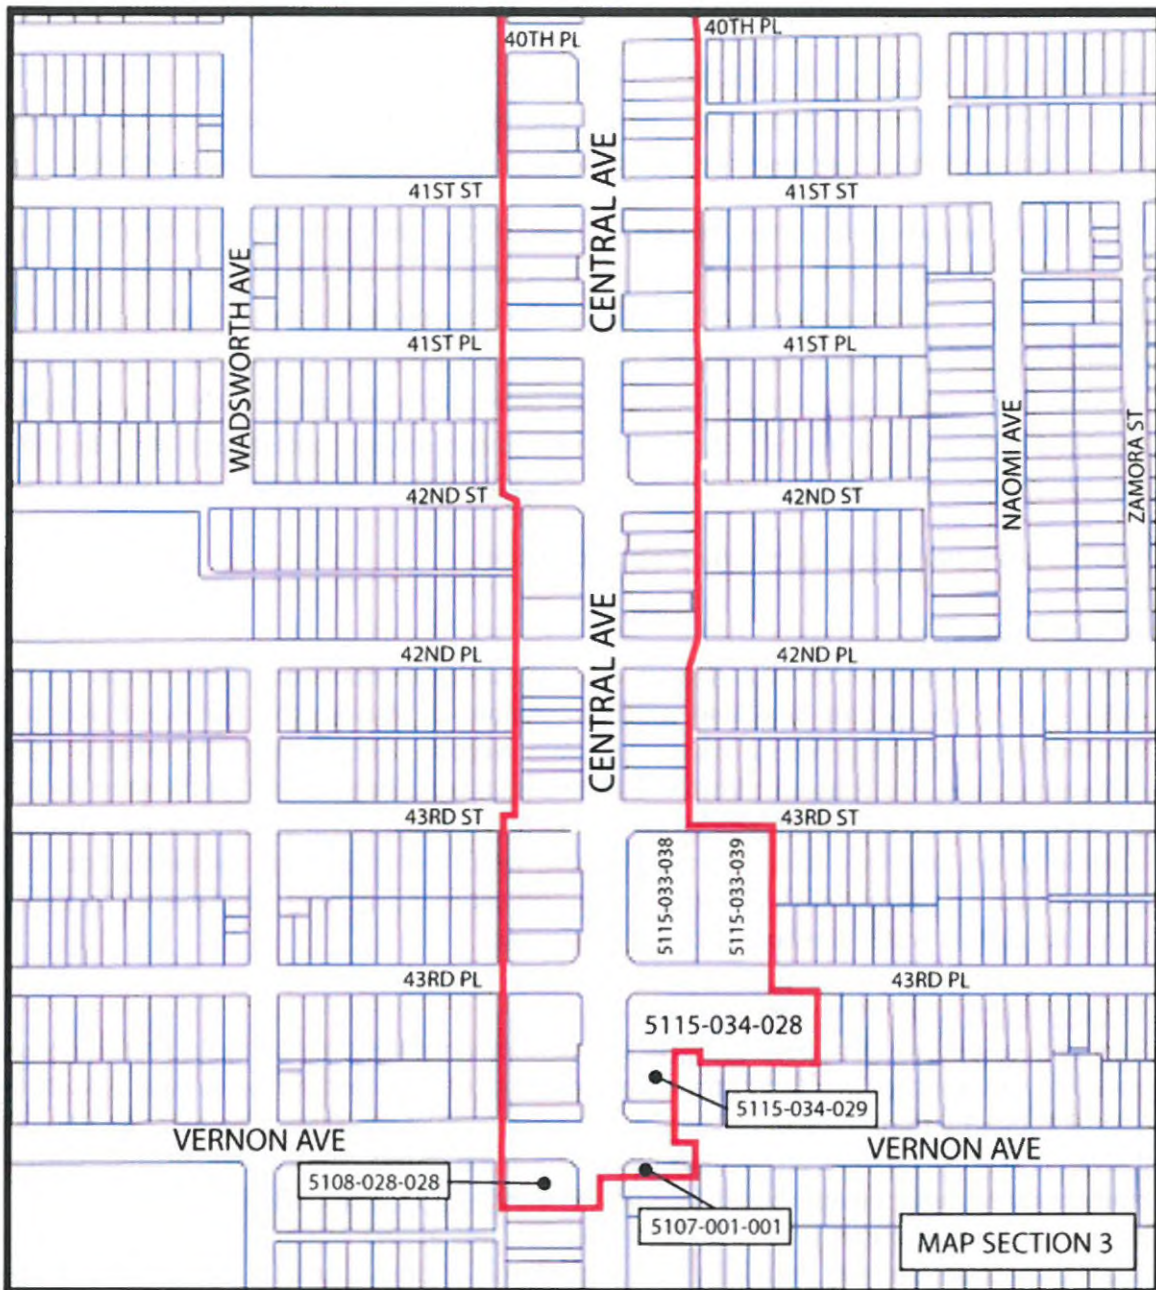 40TH PL
40TH PL
CENTRAL AVE
41ST ST
41ST ST
WADSWORTH AVE
41ST PL
41ST PL
NAOMI AVE
ZAMORA ST
42ND ST
42ND ST
CENTRAL AVE
42ND PL
42ND PL
43RD ST
43RD ST
5115-033-038
5115-033-039
43RD PL
43RD PL
5115-034-028
5115-034-029
VERNON AVE
VERNON AVE
5108-028-028
5107-001-001
MAP SECTION 3